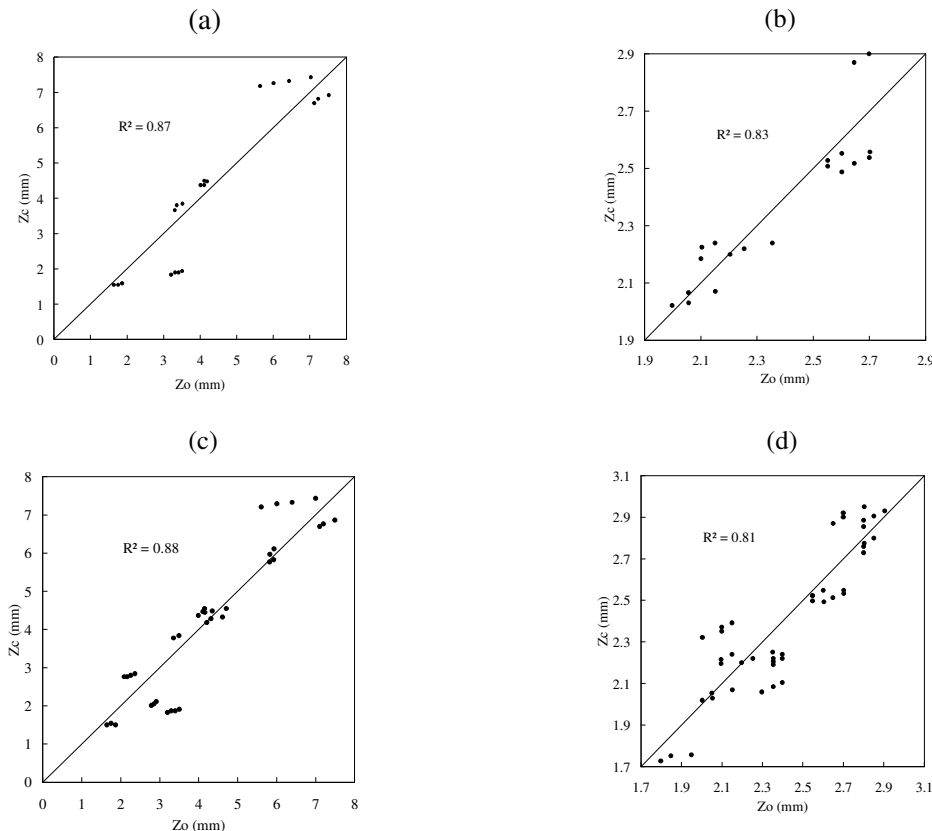 (a)
8
7
6
5
4
3
2
1
0
Zc (mm)
R² = 0.87
0 1 2 3 4 5 6 7 8
Zo (mm)
(b)
2.9
2.7
2.5
2.3
2.1
1.9
Zc (mm)
R² = 0.83
1.9 2.1 2.3 2.5 2.7 2.9
Zo (mm)
(c)
8
7
6
5
4
3
2
1
0
Zc (mm)
R² = 0.88
0 1 2 3 4 5 6 7 8
Zo (mm)
(d)
3.1
2.9
2.7
2.5
2.3
2.1
1.9
1.7
Zc (mm)
R² = 0.81
1.7 1.9 2.1 2.3 2.5 2.7 2.9 3.1
Zo (mm)